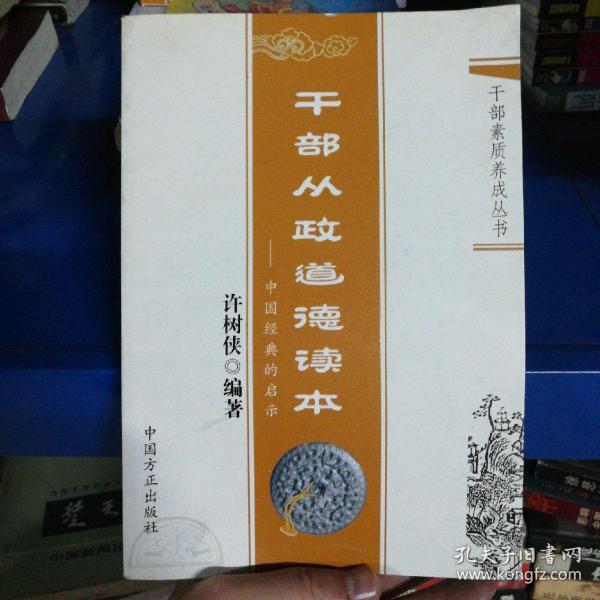 干部从政道德读本
——中国经典的启示
许树侠◎编著
中国方正出版社
干部素质养成丛书
楚天
孔夫子旧书网
www.kongfz.com